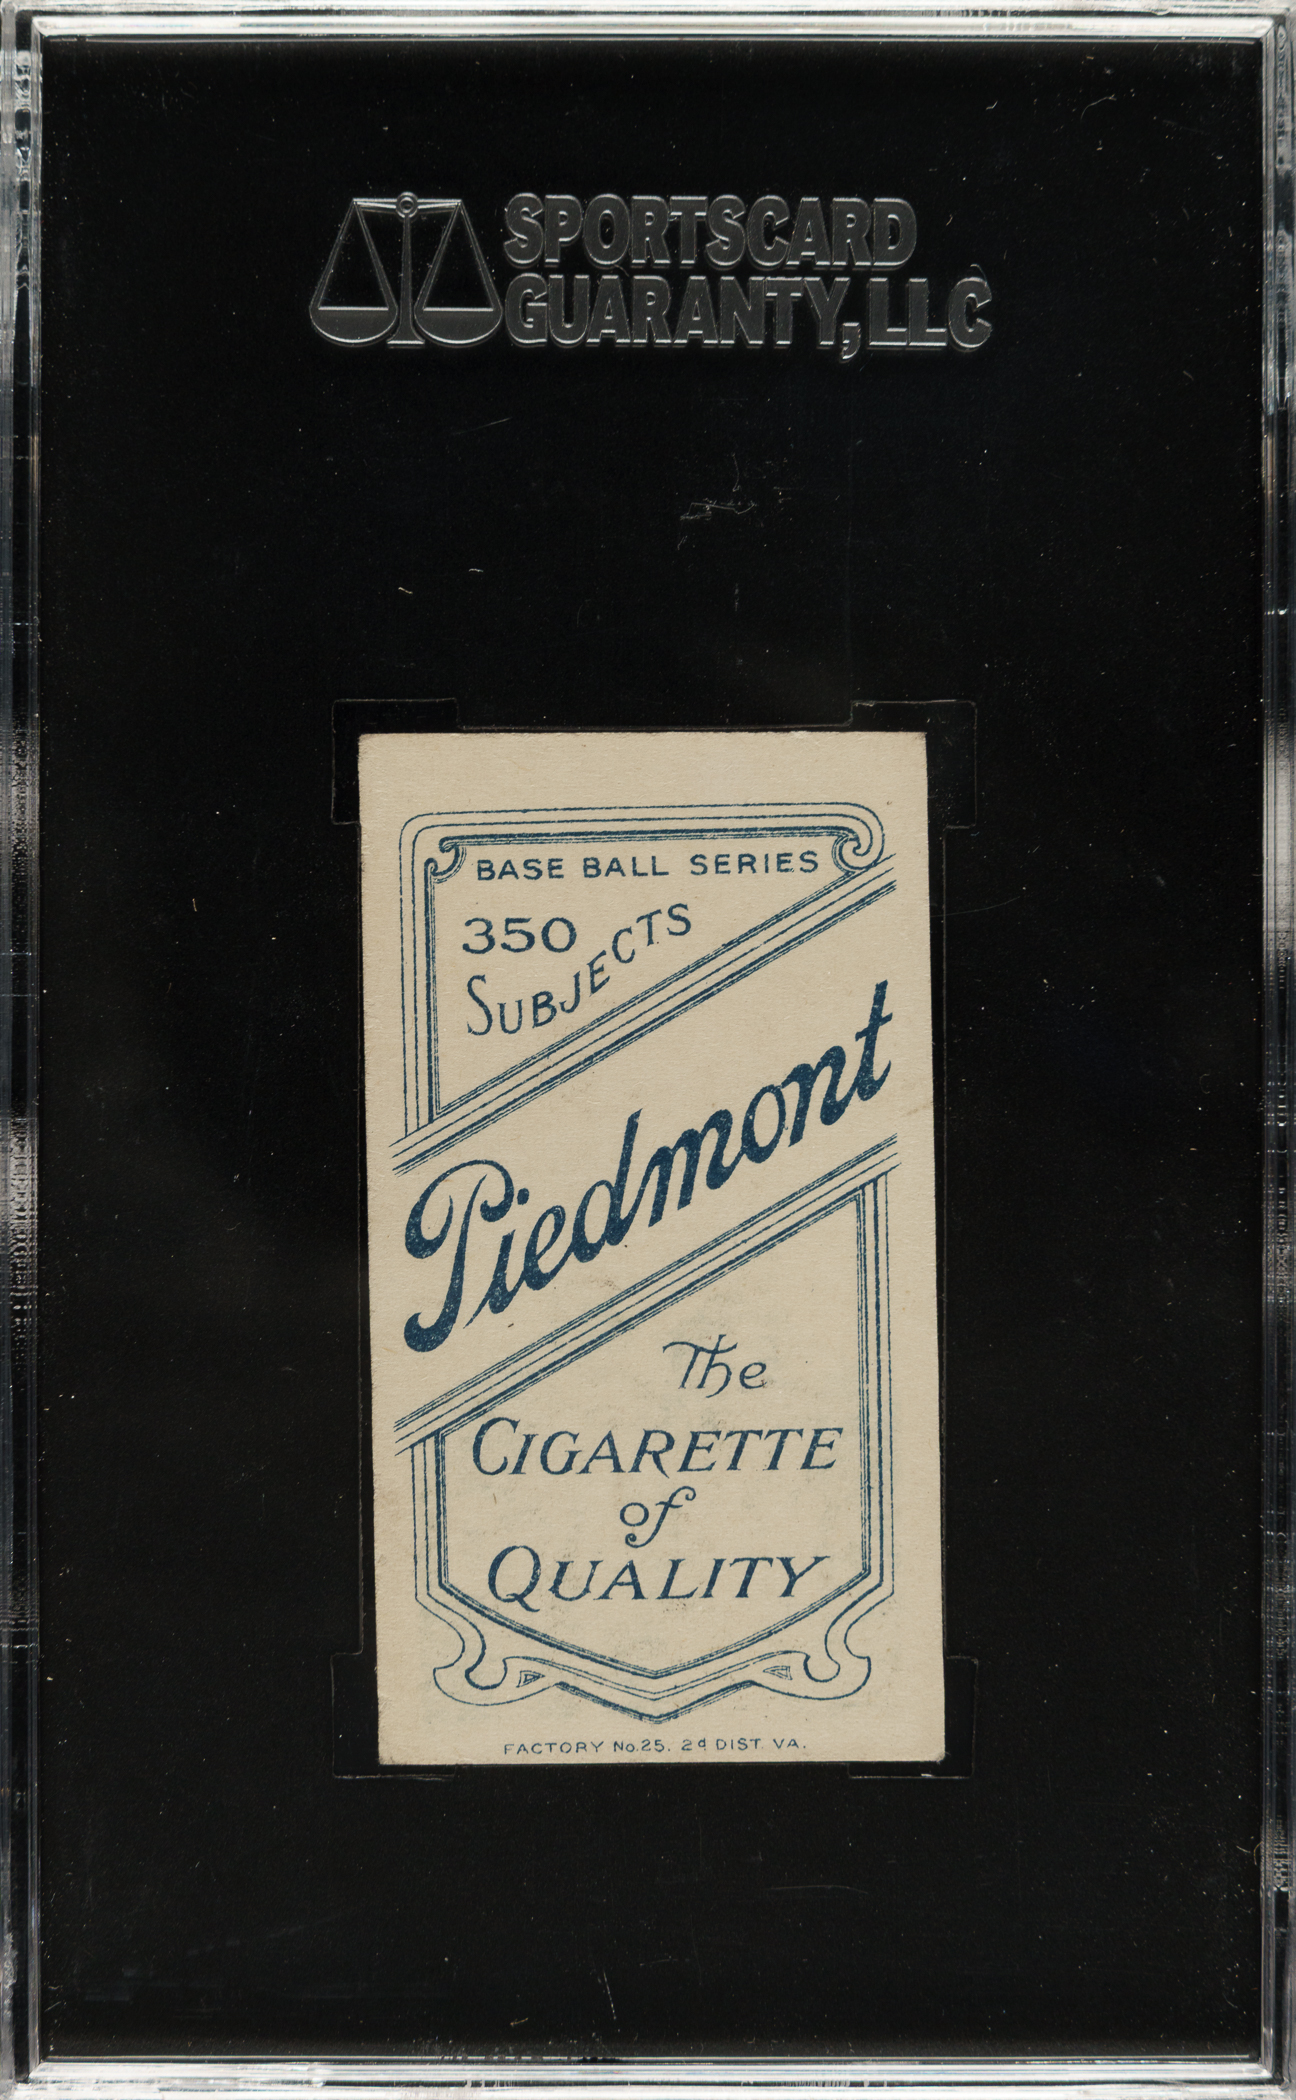 SPORTSCARD
GUARANTY, LLC
BASE BALL SERIES
350
SUBJECTS
Piedmont
The
CIGARETTE
of
QUALITY
FACTORY No. 25. 2d DIST. VA.